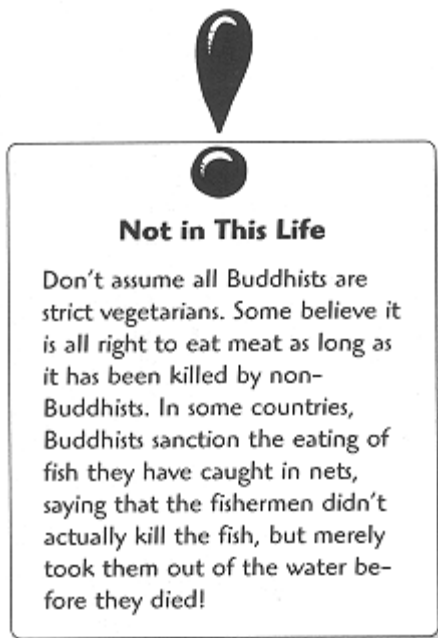 Not in This Life
Don't assume all Buddhists are
strict vegetarians. Some believe it
is all right to eat meat as long as
it has been killed by non-
Buddhists. In some countries,
Buddhists sanction the eating of
fish they have caught in nets,
saying that the fishermen didn't
actually kill the fish, but merely
took them out of the water be-
fore they died!